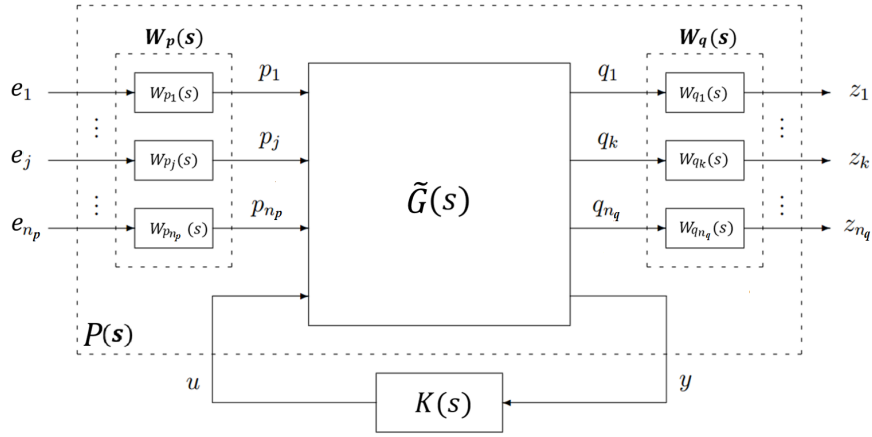 W_p(s) W_q(s)
e_1 W_{p_1}(s) p_1 q_1 W_{q_1}(s) z_1
⋮ ⋮
e_j W_{p_j}(s) p_j G̃(s) q_k W_{q_k}(s) z_k
⋮ ⋮
e_{n_p} W_{p_{n_p}}(s) p_{n_p} q_{n_q} W_{q_{n_q}}(s) z_{n_q}
P(s)
u K(s) y